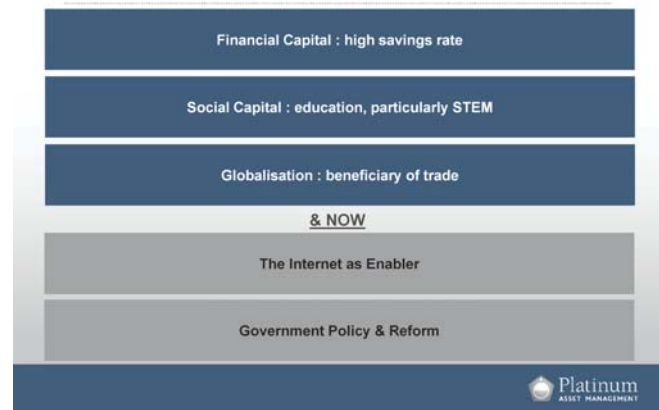 Financial Capital : high savings rate
Social Capital : education, particularly STEM
Globalisation : beneficiary of trade
& NOW
The Internet as Enabler
Government Policy & Reform
Platinum
ASSET MANAGEMENT